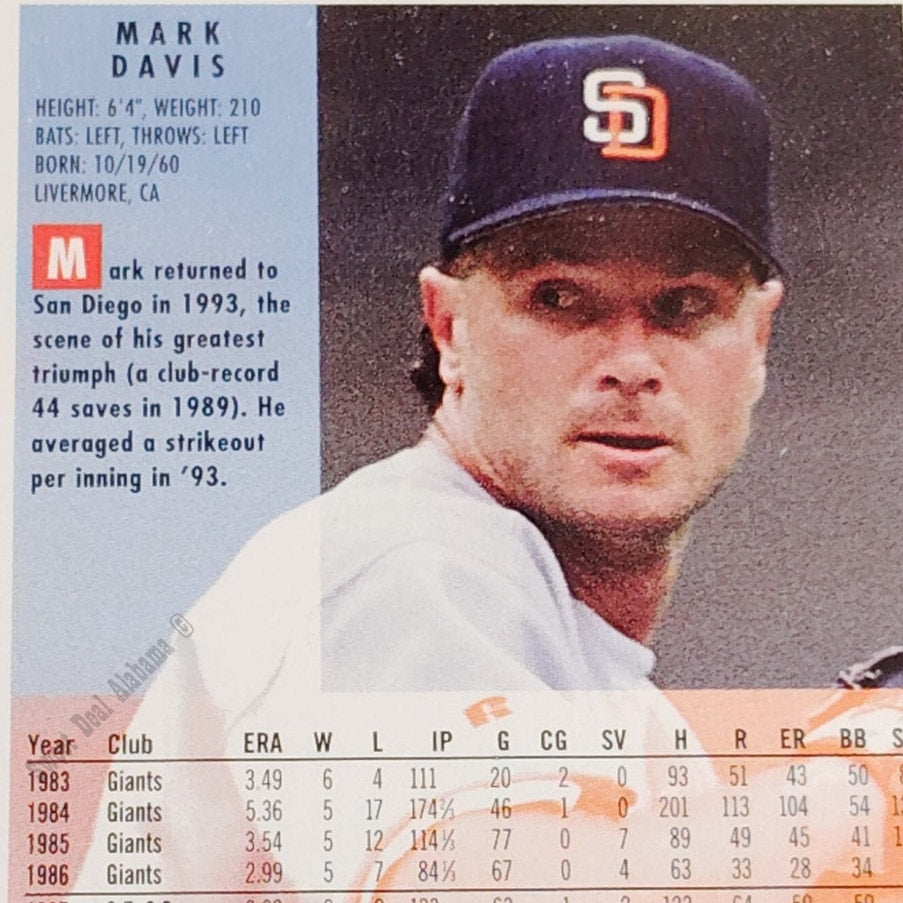 MARK
DAVIS
HEIGHT: 6'4", WEIGHT: 210
BATS: LEFT, THROWS: LEFT
BORN: 10/19/60
LIVERMORE, CA
Mark returned to
San Diego in 1993, the
scene of his greatest
triumph (a club-record
44 saves in 1989). He
averaged a strikeout
per inning in '93.
SD
Deal Alabama ©
Year Club ERA W L IP G CG SV H R ER BB
1983 Giants 3.49 6 4 111 20 2 0 93 51 43 50
1984 Giants 5.36 5 17 174⅔ 46 1 0 201 113 104 54
1985 Giants 3.54 5 12 114⅓ 77 0 7 89 49 45 41
1986 Giants 2.99 5 7 84⅓ 67 0 4 63 33 28 34